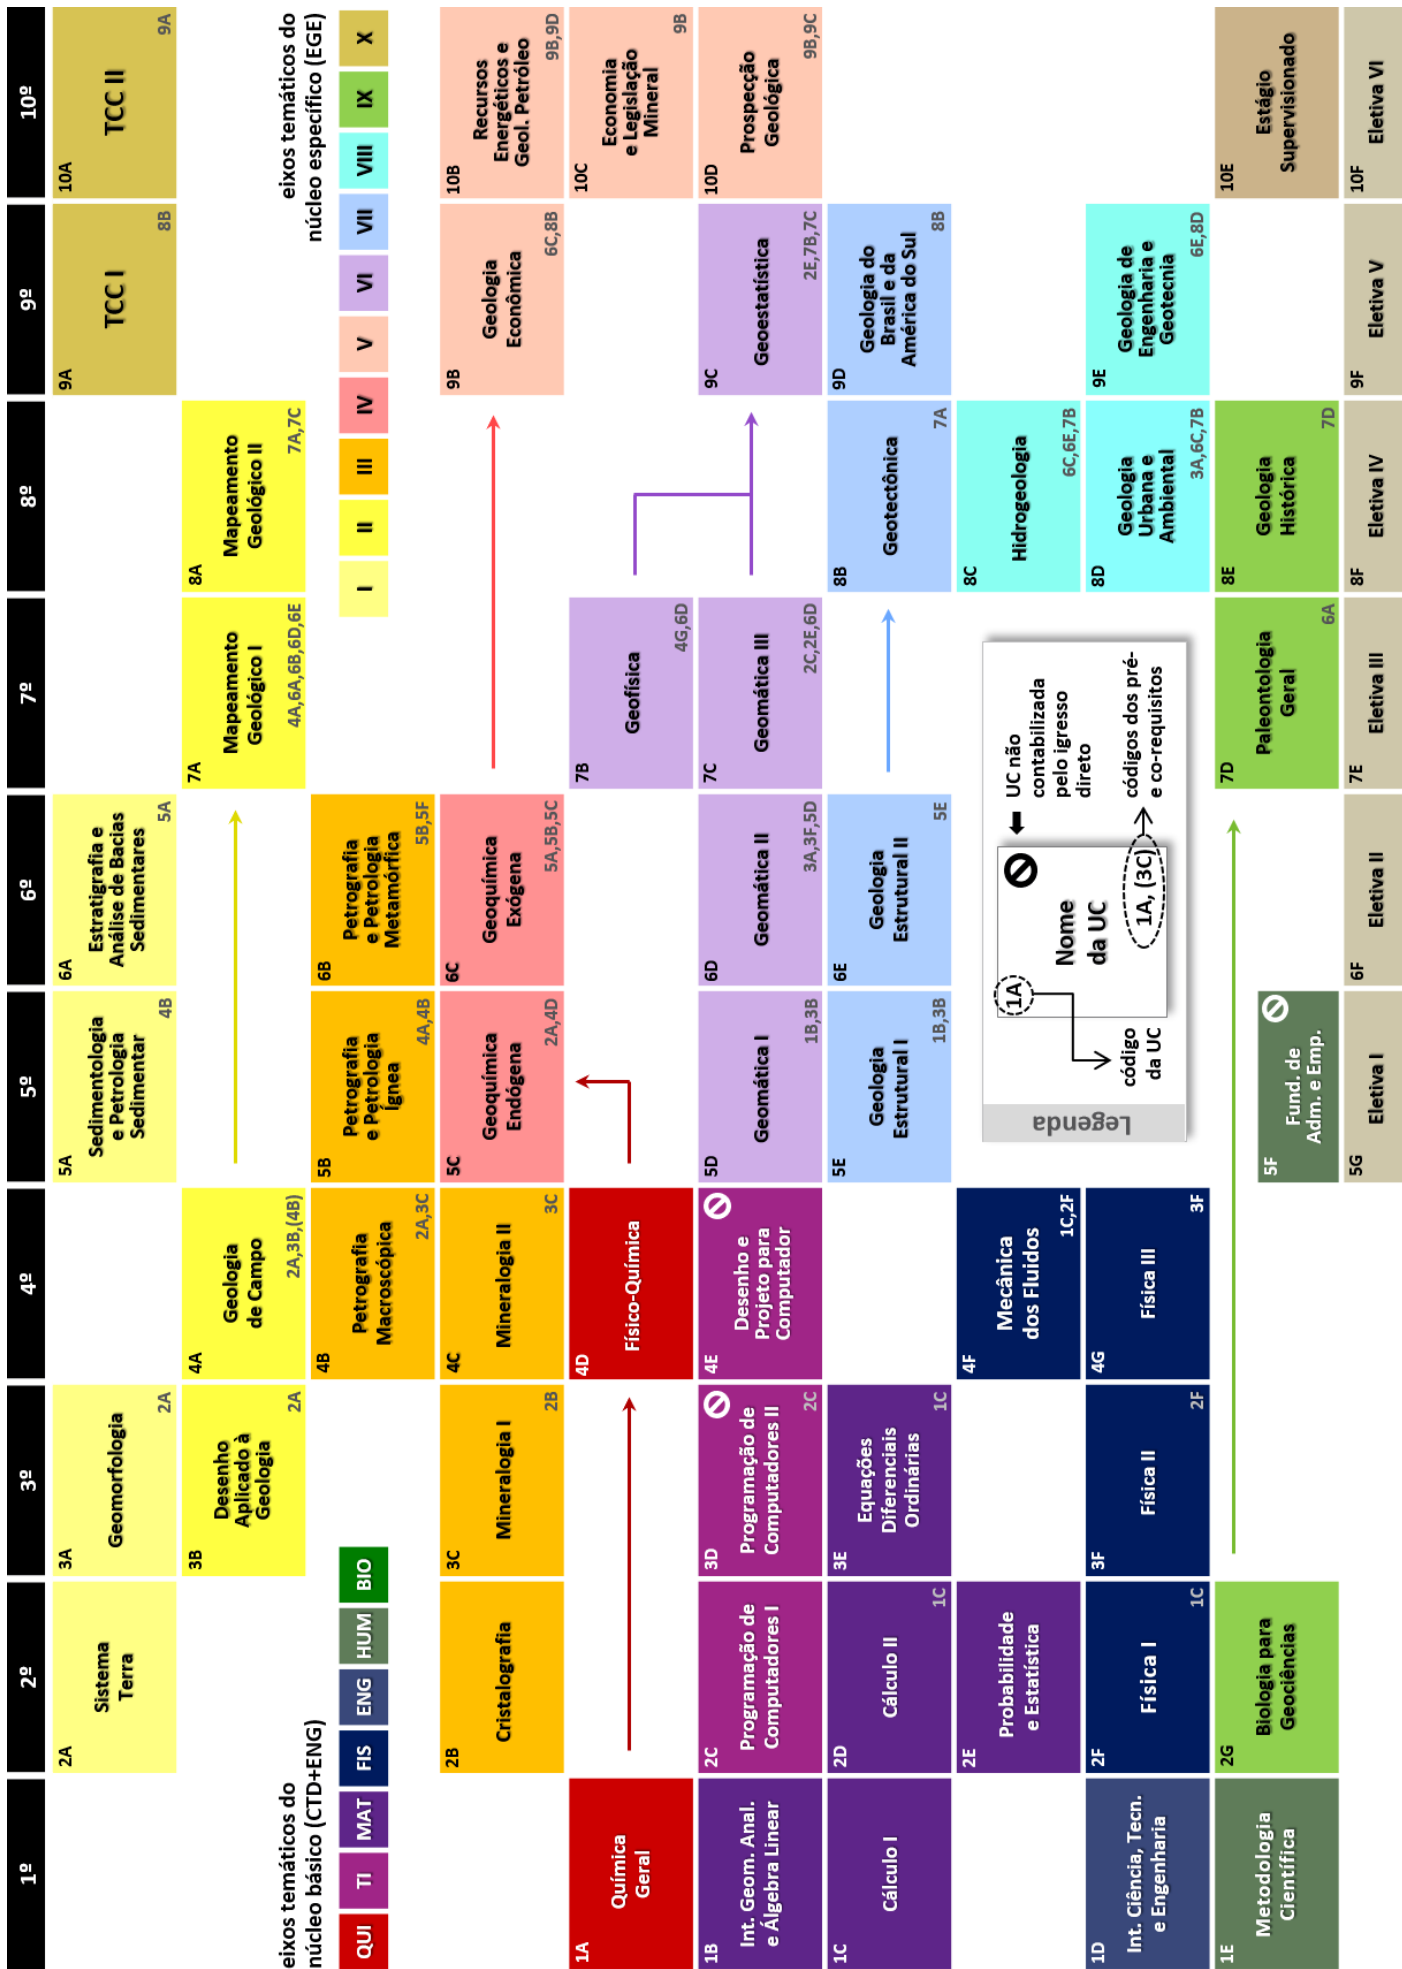 1º
2º
3º
4º
5º
6º
7º
8º
9º
10º
eixos temáticos do
núcleo básico (CTD+ENG)
QUI
TI
MAT
FIS
ENG
HUM
BIO
eixos temáticos do
núcleo específico (EGE)
I
II
III
IV
V
VI
VII
VIII
IX
X
1A
Química
Geral
1B
Int. Geom. Anal.
e Álgebra Linear
1C
Cálculo I
1D
Int. Ciência, Tecn.
e Engenharia
1E
Metodologia
Científica
2A
Sistema
Terra
2B
Cristalografia
2C
Programação de
Computadores I
2D
Cálculo II
1C
2E
Probabilidade
e Estatística
2F
Física I
1C
2G
Biologia para
Geociências
3A
Geomorfologia
2A
3B
Desenho
Aplicado à
Geologia
2A
3C
Mineralogia I
2B
3D
Programação de
Computadores II
2C
3E
Equações
Diferenciais
Ordinárias
1C
3F
Física II
2F
4A
Geologia
de Campo
2A,3B,(4B)
4B
Petrografia
Macroscópica
2A,3C
4C
Mineralogia II
3C
4D
Físico-Química
4E
Desenho e
Projeto para
Computador
4F
Mecânica
dos Fluidos
1C,2F
4G
Física III
3F
5A
Sedimentologia
e Petrologia
Sedimentar
4B
5B
Petrografia
e Petrologia
Ígnea
4A,4B
5C
Geoquímica
Endógena
2A,4D
5D
Geomática I
1B,3B
5E
Geologia
Estrutural I
1B,3B
5F
Fund. de
Adm. e Emp.
5G
Eletiva I
6A
Estratigrafia e
Análise de Bacias
Sedimentares
5A
6B
Petrografia
e Petrologia
Metamórfica
5B,5F
6C
Geoquímica
Exógena
5A,5B,5C
6D
Geomática II
3A,3F,5D
6E
Geologia
Estrutural II
5E
6F
Eletiva II
7A
Mapeamento
Geológico I
4A,6A,6B,6D,6E
7B
Geofísica
4G,6D
7C
Geomática III
2C,2E,6D
7D
Paleontologia
Geral
6A
7E
Eletiva III
8A
Mapeamento
Geológico II
7A,7C
8B
Geotectônica
7A
8C
Hidrogeologia
6C,6E,7B
8D
Geologia
Urbana e
Ambiental
3A,6C,7B
8E
Geologia
Histórica
7D
8F
Eletiva IV
9A
TCC I
8B
9B
Geologia
Econômica
6C,8B
9C
Geoestatística
2E,7B,7C
9D
Geologia do
Brasil e da
América do Sul
8B
9E
Geologia de
Engenharia e
Geotecnia
6E,8D
9F
Eletiva V
10A
TCC II
9A
10B
Recursos
Energéticos e
Geol. Petróleo
9B,9D
10C
Economia
e Legislação
Mineral
9B
10D
Prospecção
Geológica
9B,9C
10E
Estágio
Supervisionado
10F
Eletiva VI
Legenda
1A
Nome
da UC
1A, (3C)
código
da UC
UC não
contabilizada
pelo igresso
direto
códigos dos pré-
e co-requisitos